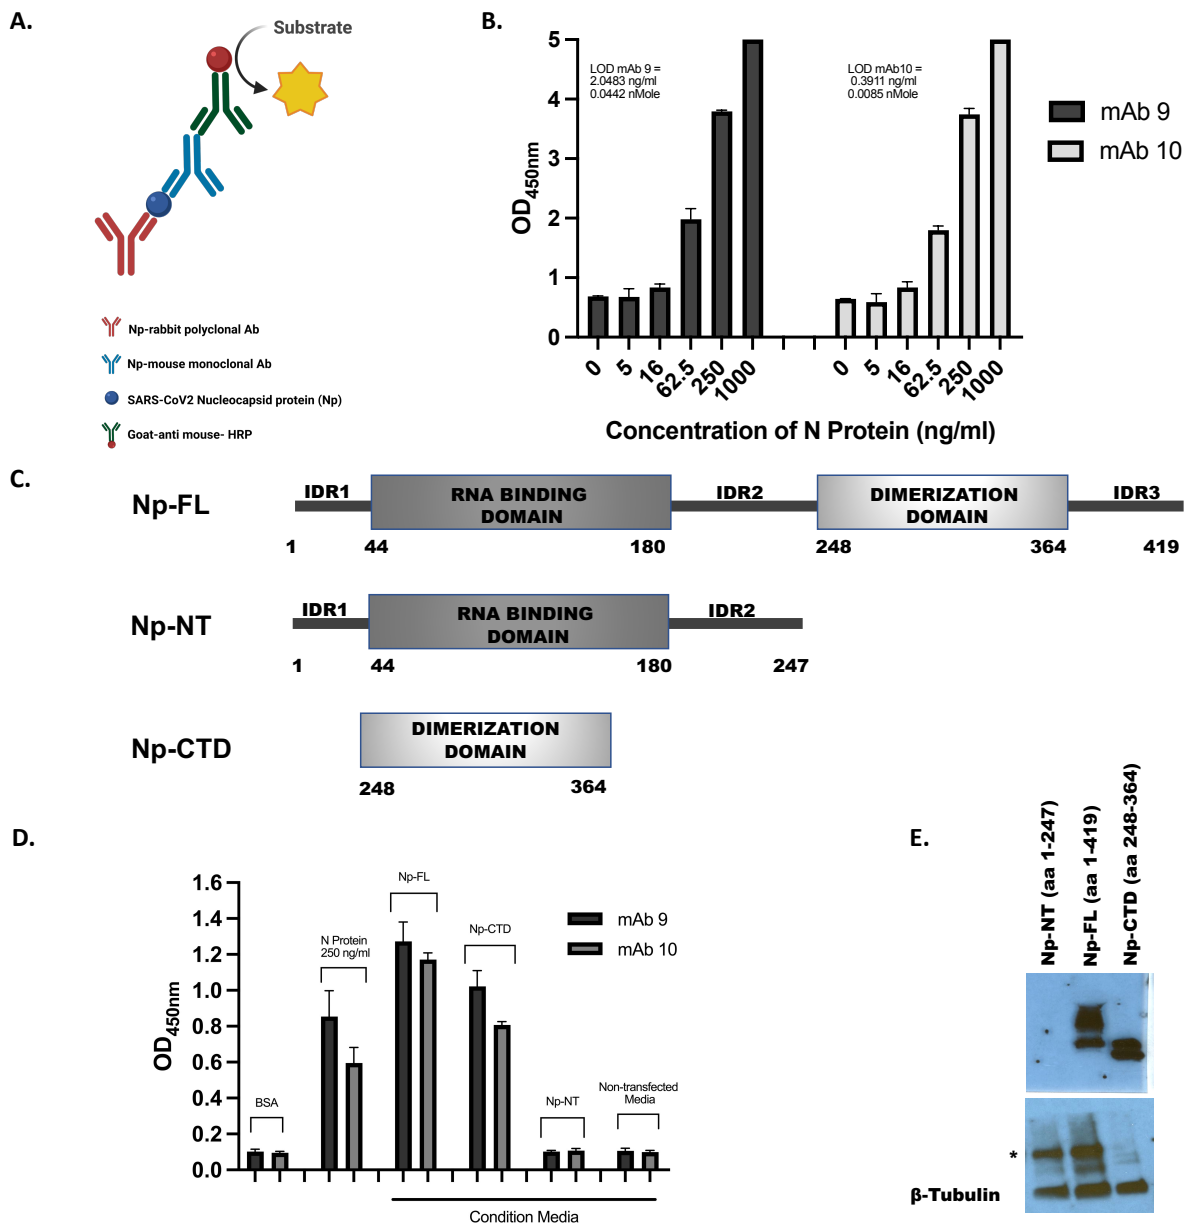 A.
Substrate
Np-rabbit polyclonal Ab
Np-mouse monoclonal Ab
SARS-CoV2 Nucleocapsid protein (Np)
Goat-anti mouse- HRP
B.
OD450nm
5
4
3
2
1
0
LOD mAb 9 =
2.0483 ng/ml
0.0442 nMole
LOD mAb10 =
0.3911 ng/ml
0.0085 nMole
mAb 9
mAb 10
0 5 16 62.5 250 1000 0 5 16 62.5 250 1000
Concentration of N Protein (ng/ml)
C.
Np-FL
IDR1
RNA BINDING
DOMAIN
IDR2
DIMERIZATION
DOMAIN
IDR3
1 44 180 248 364 419
Np-NT
IDR1
RNA BINDING
DOMAIN
IDR2
1 44 180 247
Np-CTD
DIMERIZATION
DOMAIN
248 364
D.
OD450nm
1.6
1.4
1.2
1.0
0.8
0.6
0.4
0.2
0.0
BSA
N Protein
250 ng/ml
Np-FL
Np-CTD
Np-NT
Non-transfected
Media
mAb 9
mAb 10
Condition Media
E.
Np-NT (aa 1-247)
Np-FL (aa 1-419)
Np-CTD (aa 248-364)
*
β-Tubulin